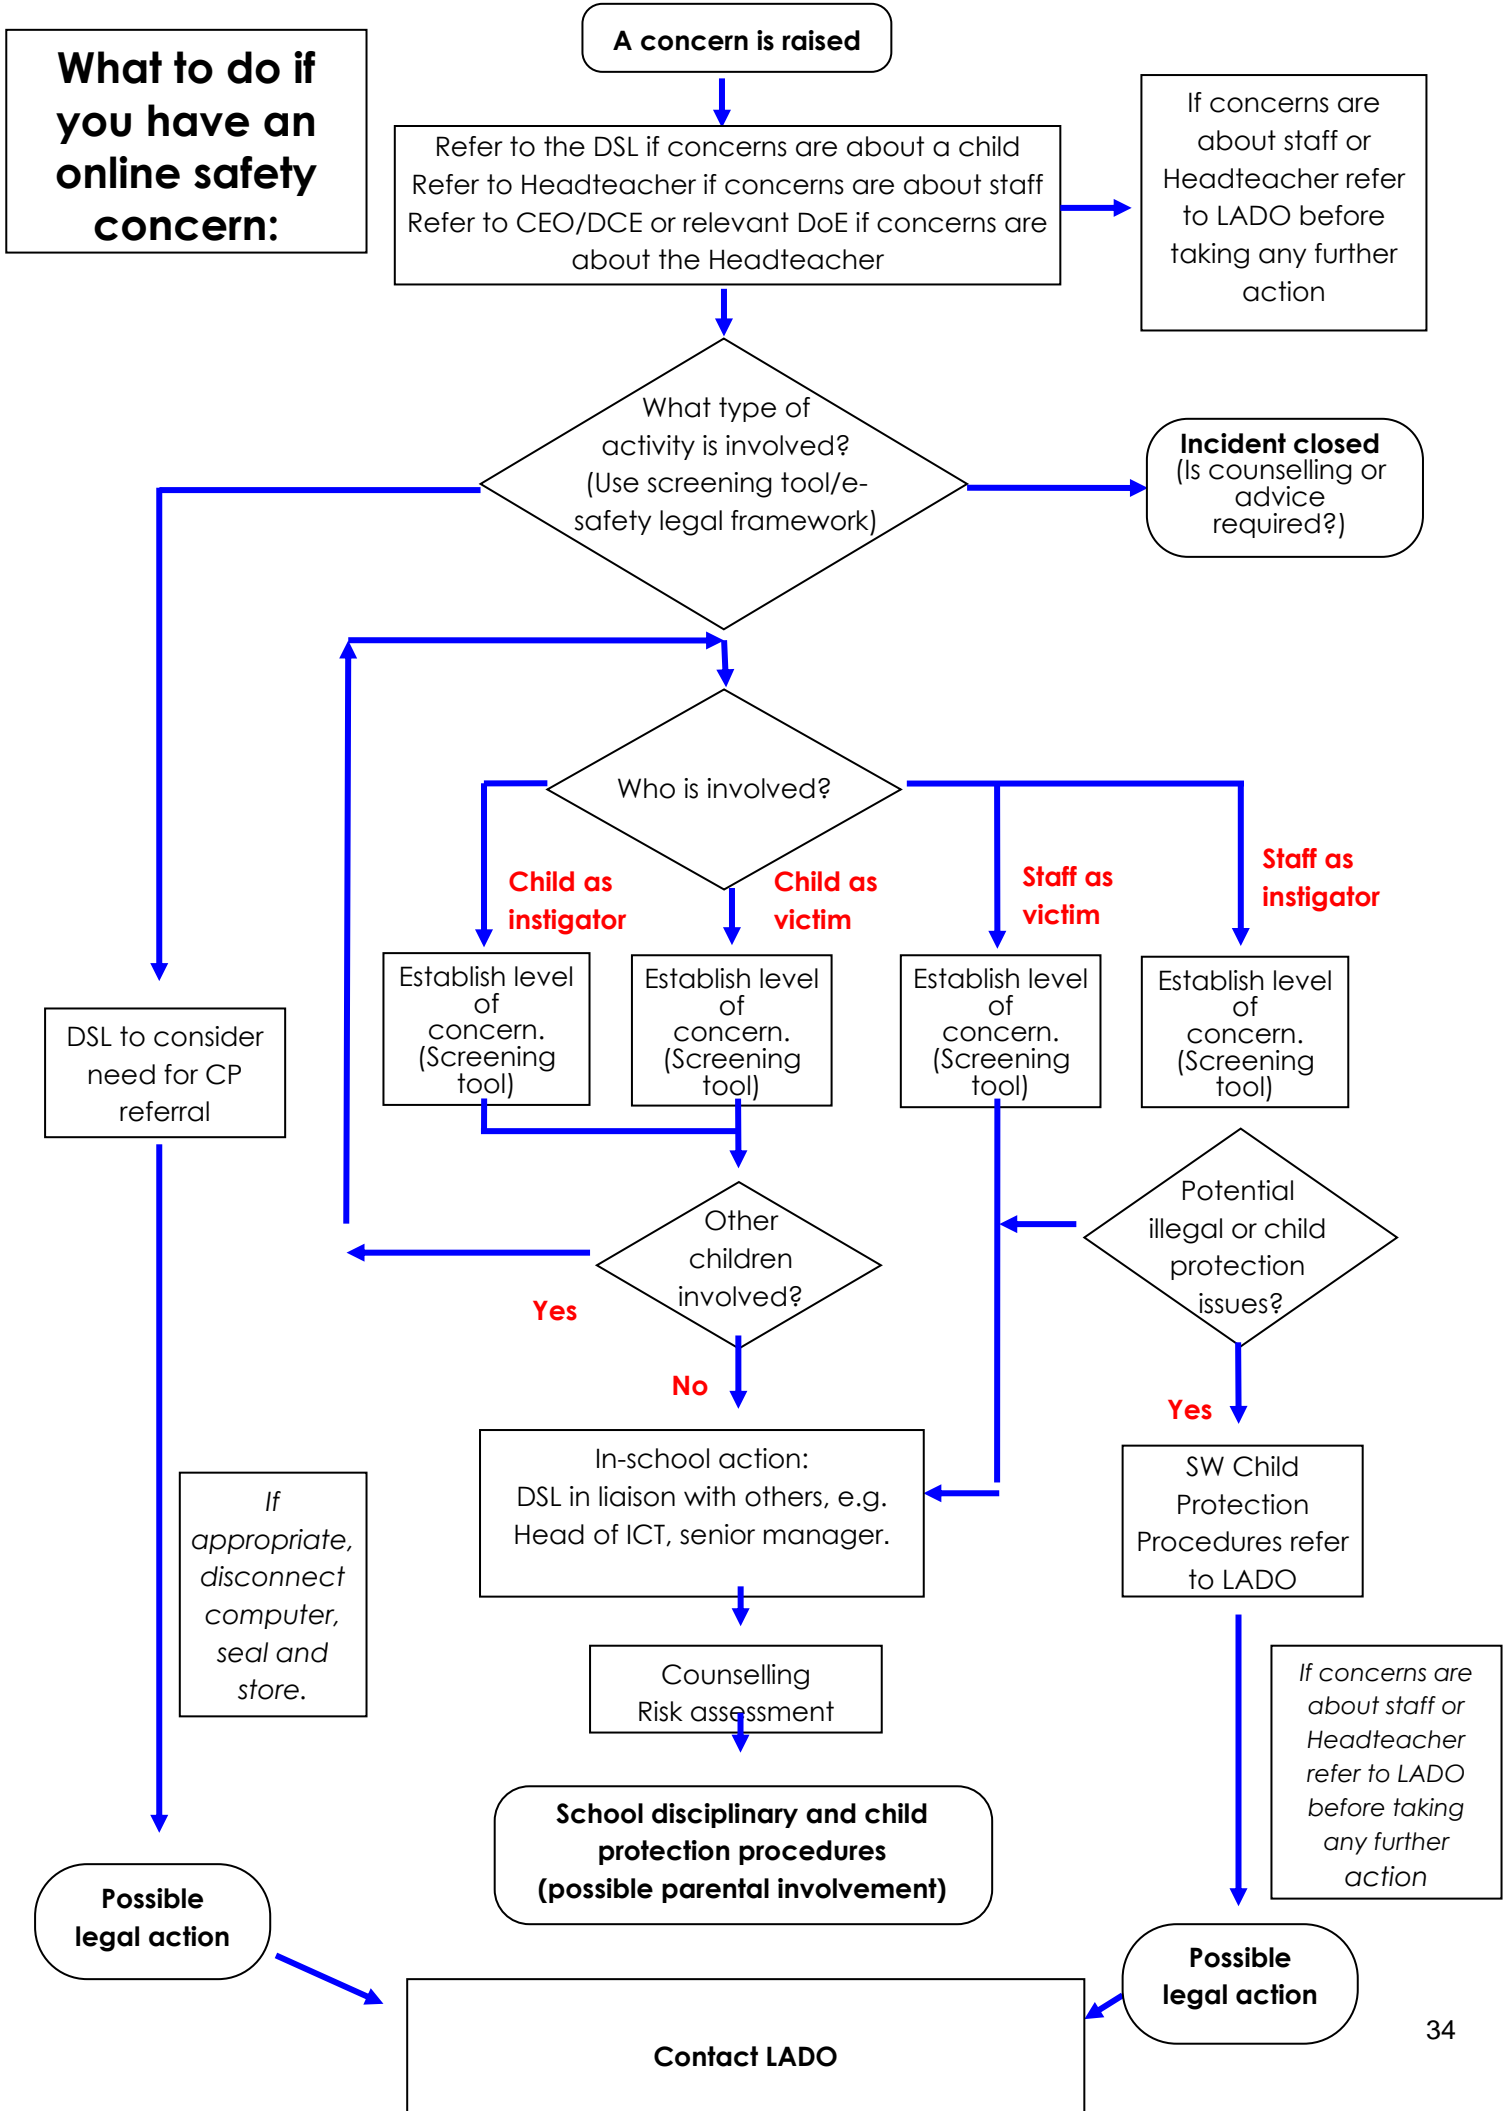 What to do if
you have an
online safety
concern:
A concern is raised
Refer to the DSL if concerns are about a child
Refer to Headteacher if concerns are about staff
Refer to CEO/DCE or relevant DoE if concerns are
about the Headteacher
If concerns are
about staff or
Headteacher refer
to LADO before
taking any further
action
What type of
activity is involved?
(Use screening tool/e-
safety legal framework)
Incident closed
(Is counselling or
advice
required?)
Who is involved?
Child as
instigator
Child as
victim
Staff as
victim
Staff as
instigator
Establish level
of
concern.
(Screening
tool)
Establish level
of
concern.
(Screening
tool)
Establish level
of
concern.
(Screening
tool)
Establish level
of
concern.
(Screening
tool)
DSL to consider
need for CP
referral
Other
children
involved?
Yes
No
Potential
illegal or child
protection
issues?
Yes
In-school action:
DSL in liaison with others, e.g.
Head of ICT, senior manager.
SW Child
Protection
Procedures refer
to LADO
If
appropriate,
disconnect
computer,
seal and
store.
Counselling
Risk assessment
If concerns are
about staff or
Headteacher
refer to LADO
before taking
any further
action
School disciplinary and child
protection procedures
(possible parental involvement)
Possible
legal action
Possible
legal action
Contact LADO
34